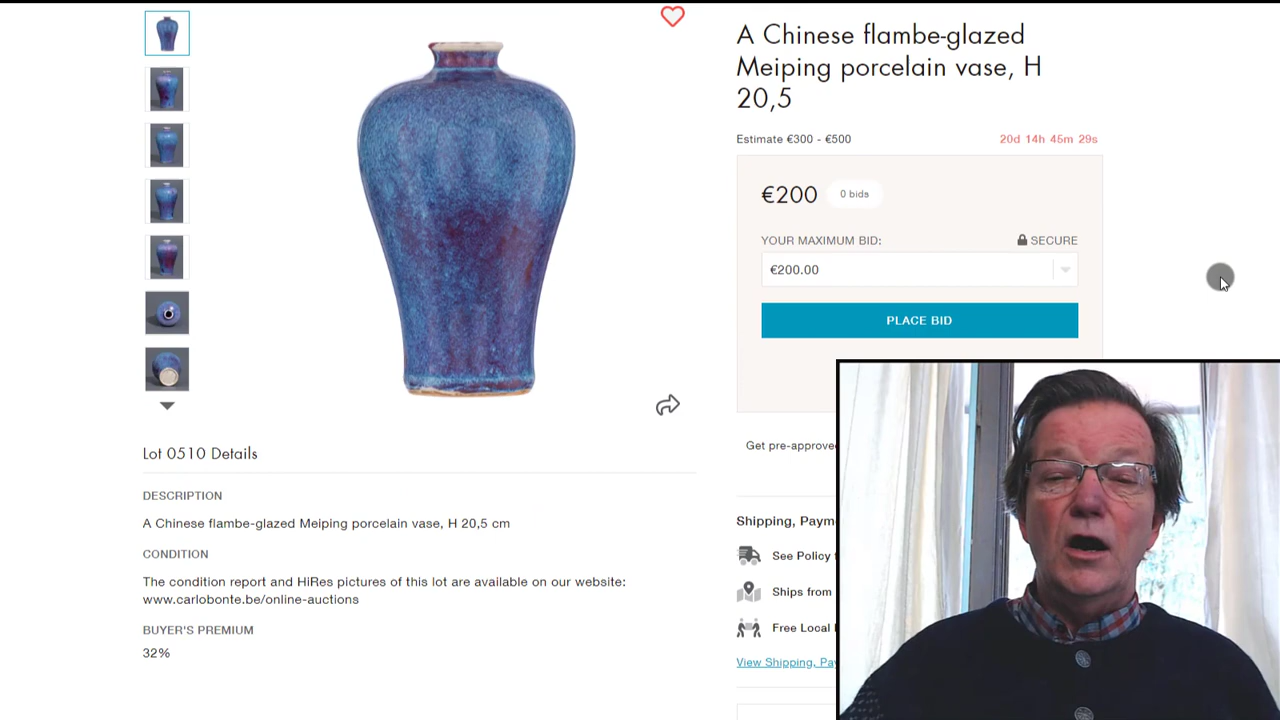 A Chinese flambe-glazed
Meiping porcelain vase, H
20,5
Estimate €300 - €500
20d 14h 45m 29s
€200
0 bids
YOUR MAXIMUM BID:
SECURE
€200.00
PLACE BID
Get pre-approve
Shipping, Paym
See Policy
Ships from
Free Local
View Shipping, Pay
Lot 0510 Details
DESCRIPTION
A Chinese flambe-glazed Meiping porcelain vase, H 20,5 cm
CONDITION
The condition report and HiRes pictures of this lot are available on our website:
www.carlobonte.be/online-auctions
BUYER'S PREMIUM
32%